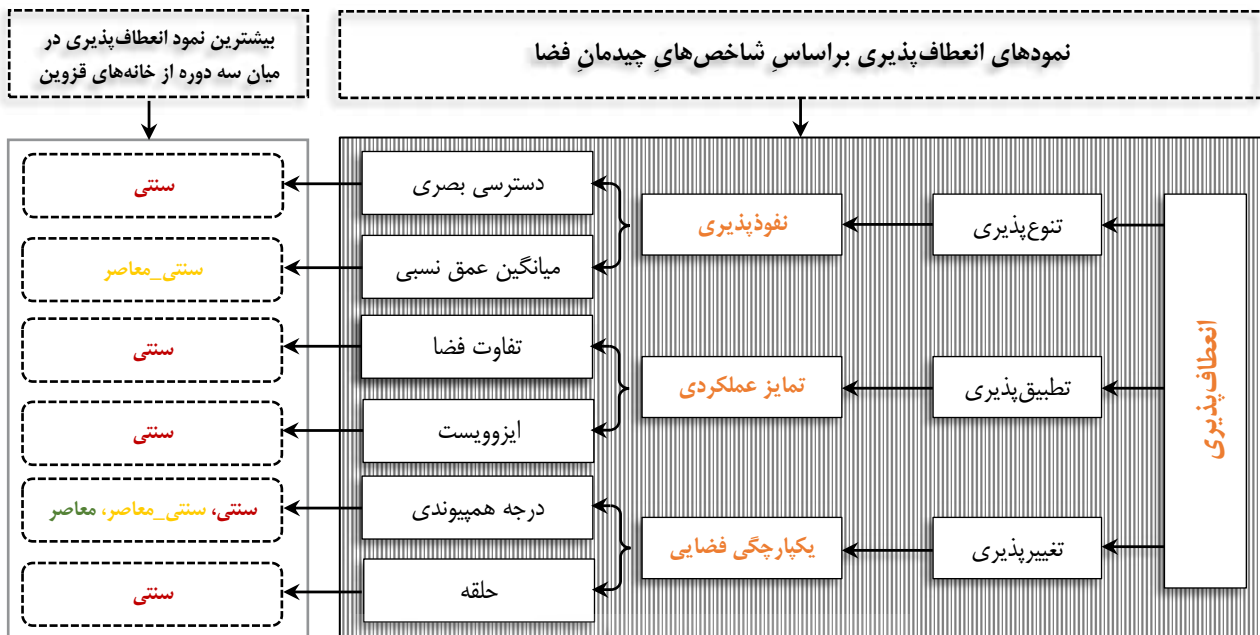 نمودهای انعطاف‌پذیری براساسِ شاخص‌هایِ چیدمانِ فضا
بیشترین نمود انعطاف‌پذیری در
میان سه دوره از خانه‌های قزوین
انعطاف‌پذیری
تنوع‌پذیری
نفوذپذیری
دسترسی بصری
سنتی
میانگین عمق نسبی
سنتی_معاصر
تطبیق‌پذیری
تمایز عملکردی
تفاوت فضا
سنتی
ایزوویست
سنتی
تغییرپذیری
یکپارچگی فضایی
درجه همپیوندی
سنتی، سنتی_معاصر، معاصر
حلقه
سنتی